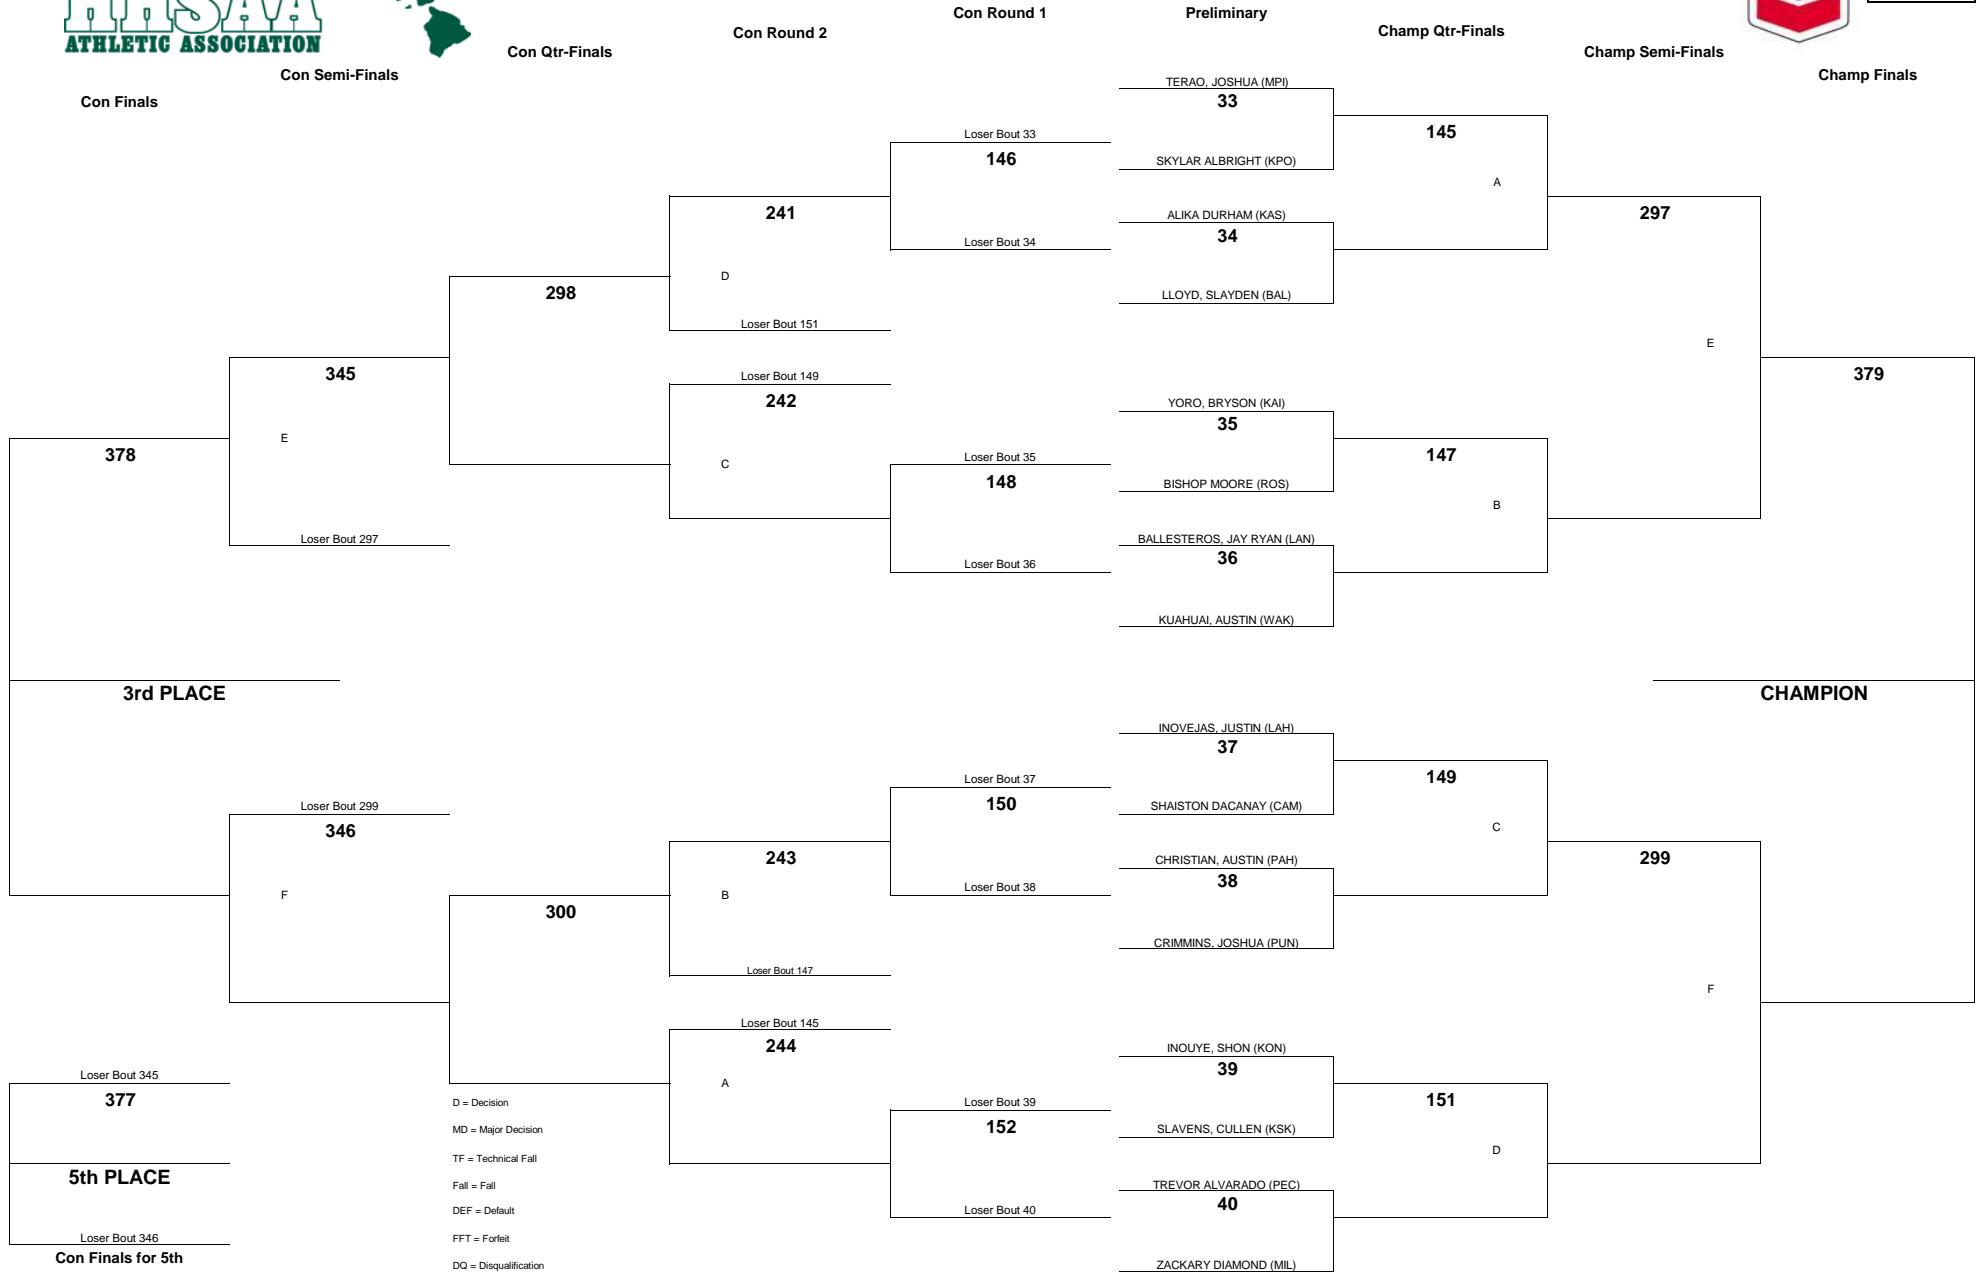 HHSAA
ATHLETIC ASSOCIATION
Con Finals
Con Semi-Finals
Con Qtr-Finals
Con Round 2
Con Round 1
Preliminary
Champ Qtr-Finals
Champ Semi-Finals
Champ Finals
TERAO, JOSHUA (MPI)
33
SKYLAR ALBRIGHT (KPO)
ALIKA DURHAM (KAS)
34
LLOYD, SLAYDEN (BAL)
YORO, BRYSON (KAI)
35
BISHOP MOORE (ROS)
BALLESTEROS, JAY RYAN (LAN)
36
KUAHUAI, AUSTIN (WAK)
INOVEJAS, JUSTIN (LAH)
37
SHAISTON DACANAY (CAM)
CHRISTIAN, AUSTIN (PAH)
38
CRIMMINS, JOSHUA (PUN)
INOUYE, SHON (KON)
39
SLAVENS, CULLEN (KSK)
TREVOR ALVARADO (PEC)
40
ZACKARY DIAMOND (MIL)
145
A
147
B
149
C
151
D
297
E
299
F
379
CHAMPION
Loser Bout 33
146
Loser Bout 34
Loser Bout 35
148
Loser Bout 36
Loser Bout 37
150
Loser Bout 38
Loser Bout 39
152
Loser Bout 40
241
D
Loser Bout 151
Loser Bout 149
242
C
243
B
Loser Bout 147
Loser Bout 145
244
A
298
300
345
E
Loser Bout 297
Loser Bout 299
346
F
378
3rd PLACE
Loser Bout 345
377
5th PLACE
Loser Bout 346
Con Finals for 5th
D = Decision
MD = Major Decision
TF = Technical Fall
Fall = Fall
DEF = Default
FFT = Forfeit
DQ = Disqualification